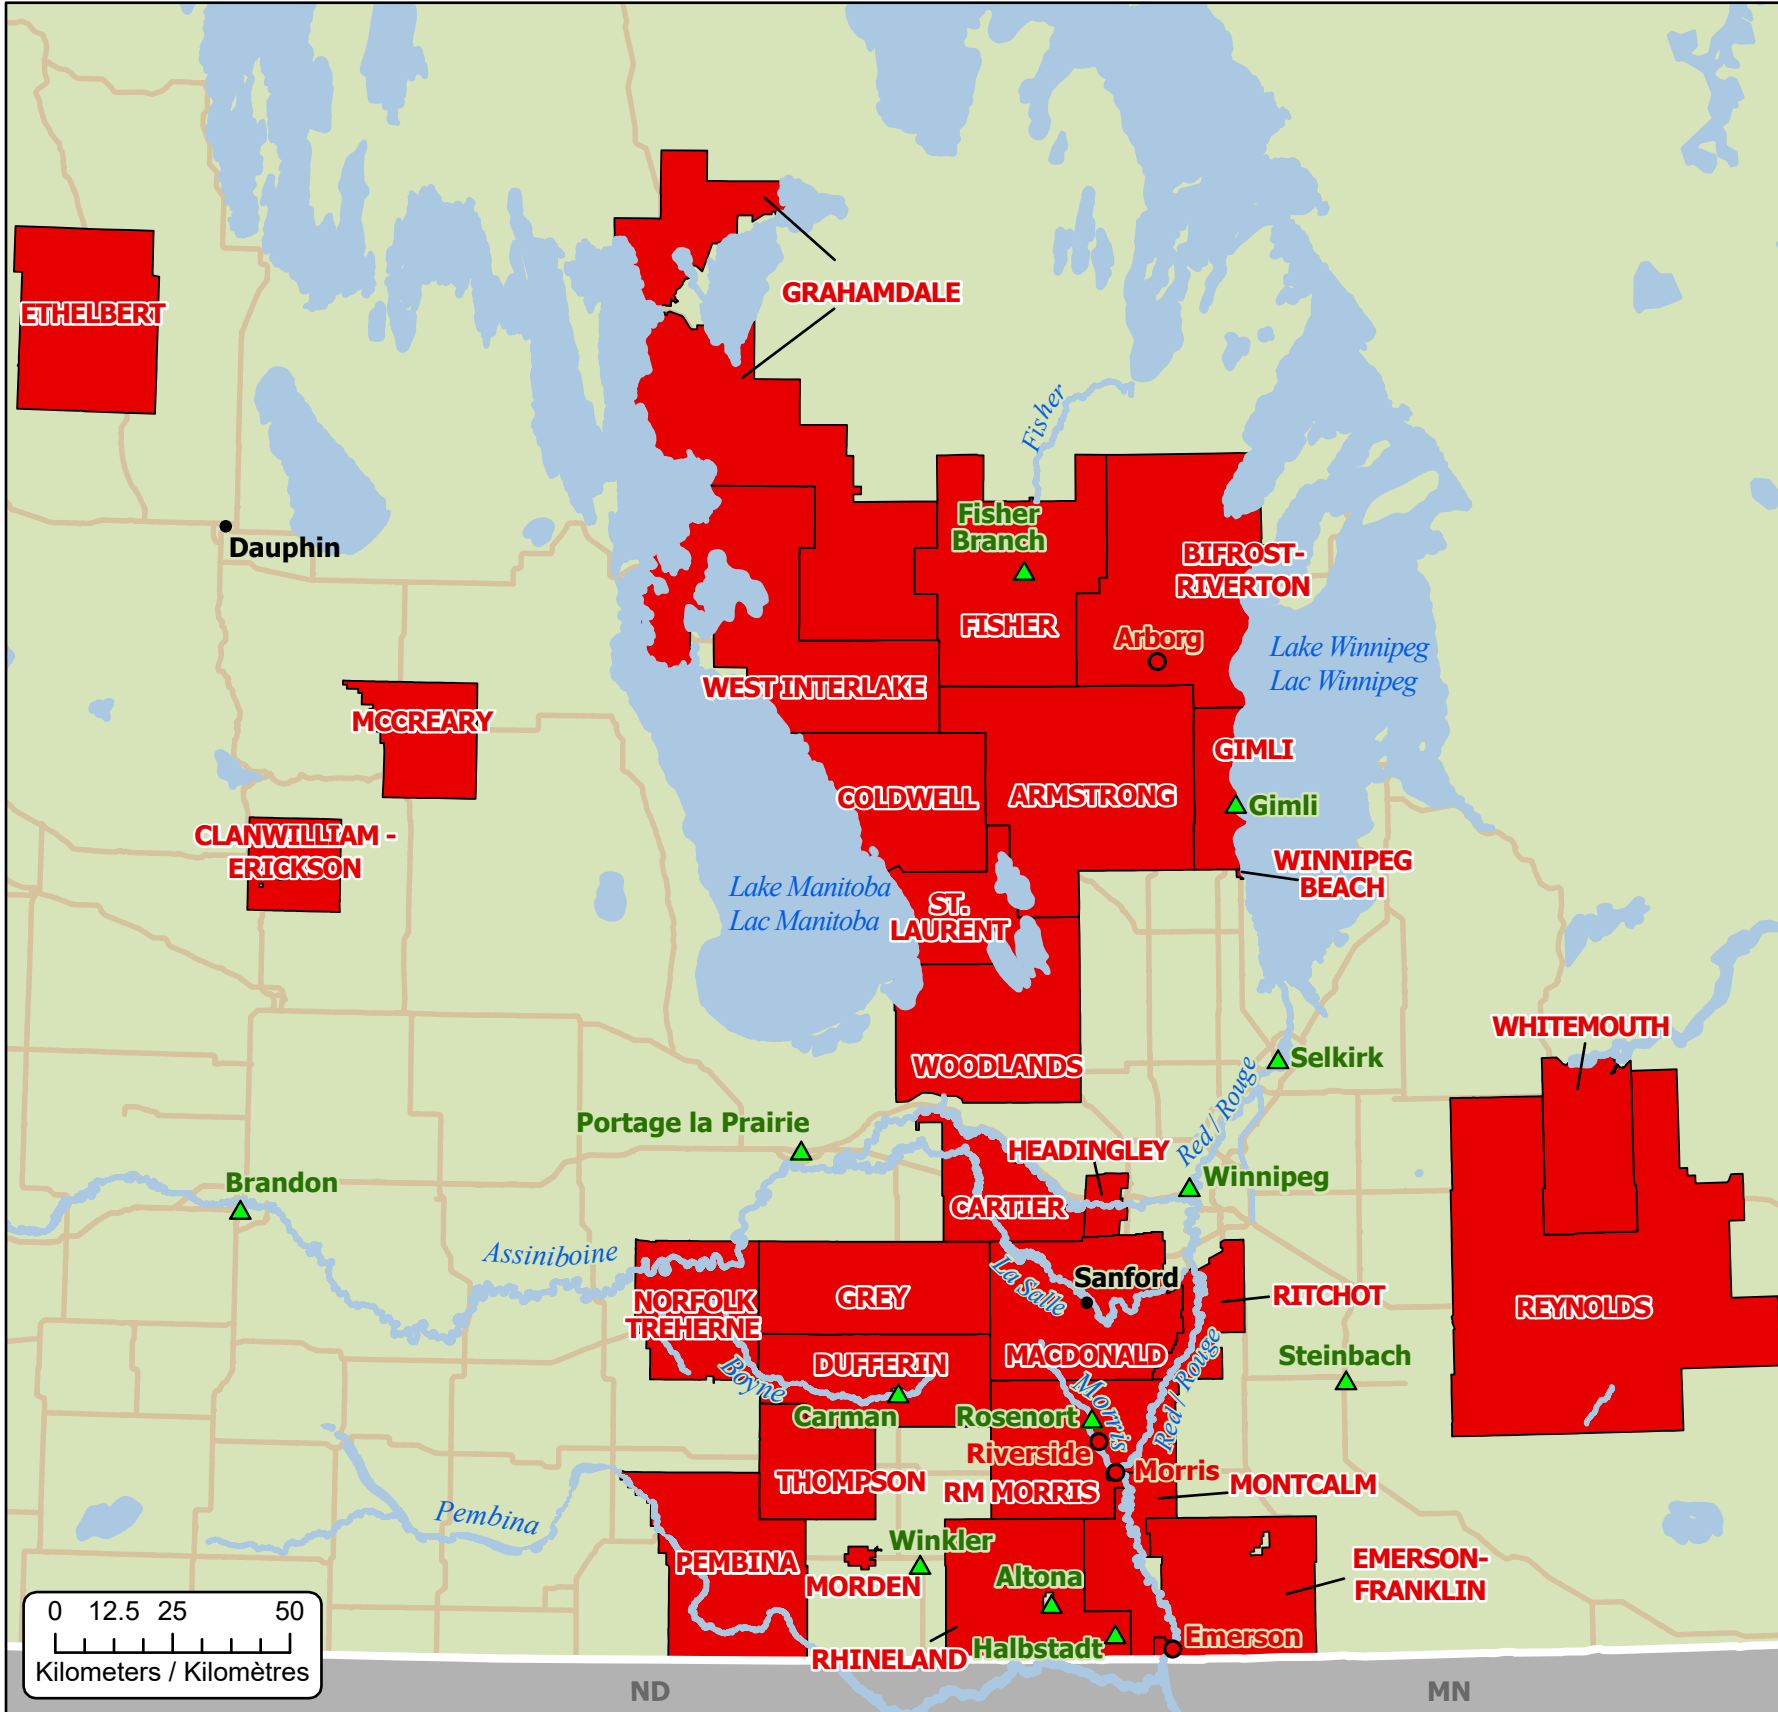 GRAHAMDALE
ETHELBERT
Fisher
Fisher
Branch
Dauphin
BIFROST-
RIVERTON
FISHER
Arborg
Lake Winnipeg
Lac Winnipeg
WEST INTERLAKE
MCCREARY
GIMLI
COLDWELL
ARMSTRONG
Gimli
CLANWILLIAM -
ERICKSON
WINNIPEG
BEACH
Lake Manitoba
Lac Manitoba
ST.
LAURENT
WHITEMOUTH
WOODLANDS
Selkirk
Red / Rouge
Portage la Prairie
HEADINGLEY
Brandon
Winnipeg
CARTIER
Assiniboine
La Salle
Sanford
NORFOLK
TREHERNE
GREY
RITCHOT
REYNOLDS
MACDONALD
DUFFERIN
Boyne
Steinbach
Red / Rouge
Morris
Carman
Rosenort
Riverside
Morris
THOMPSON
RM MORRIS
MONTCALM
Pembina
Winkler
PEMBINA
MORDEN
Altona
EMERSON-
FRANKLIN
Halbstadt
Emerson
RHINELAND
0 12.5 25 50
Kilometers / Kilomètres
ND
MN